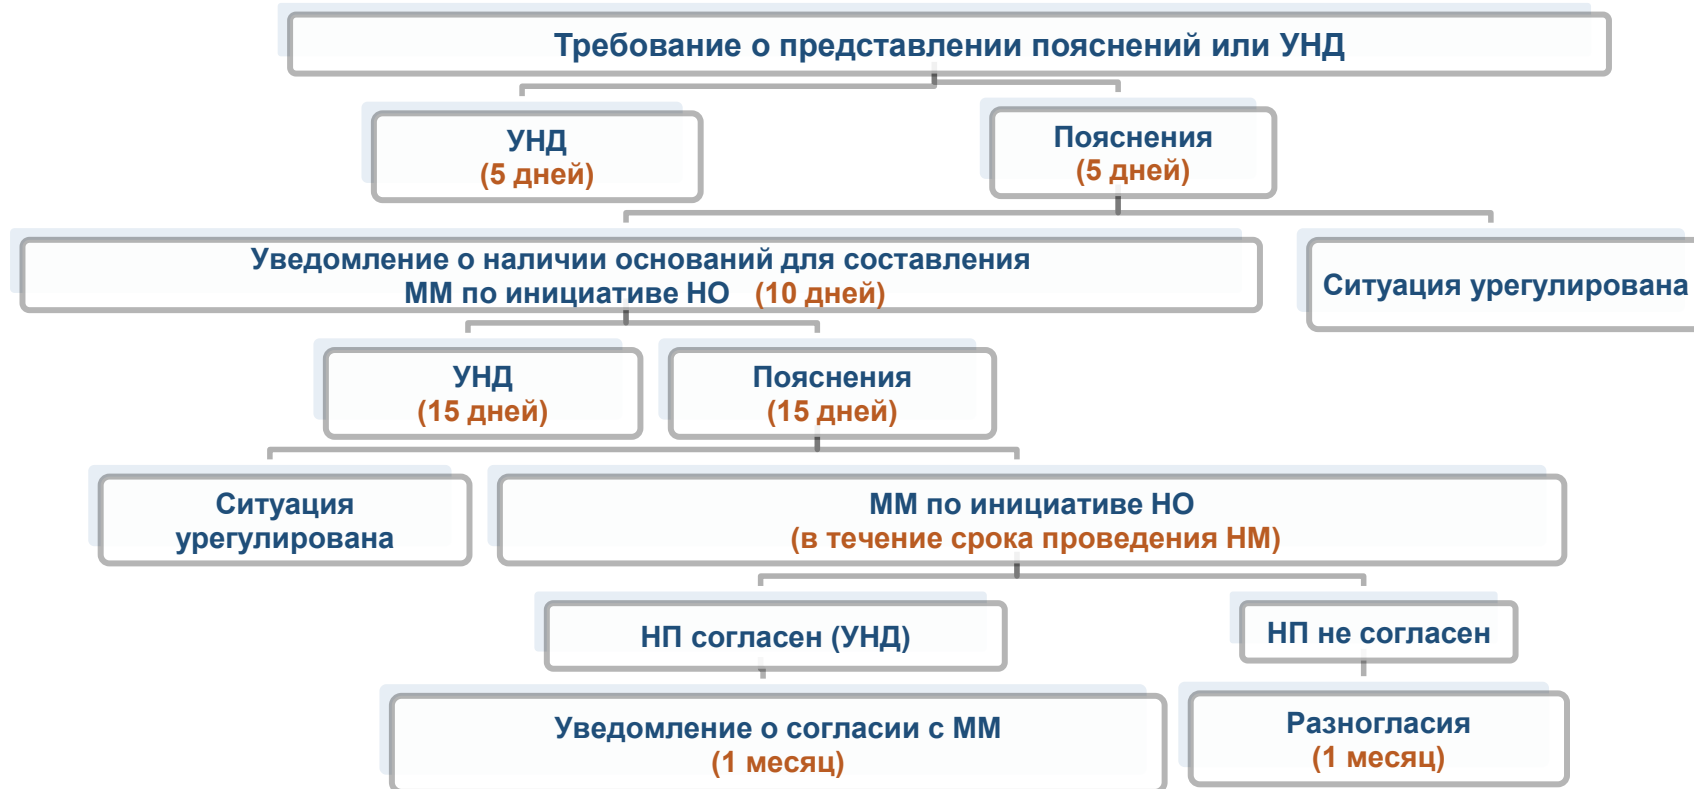 Требование о представлении пояснений или УНД
УНД
(5 дней)
Пояснения
(5 дней)
Уведомление о наличии оснований для составления
ММ по инициативе НО (10 дней)
Ситуация урегулирована
УНД
(15 дней)
Пояснения
(15 дней)
Ситуация
урегулирована
ММ по инициативе НО
(в течение срока проведения НМ)
НП согласен (УНД)
НП не согласен
Уведомление о согласии с ММ
(1 месяц)
Разногласия
(1 месяц)